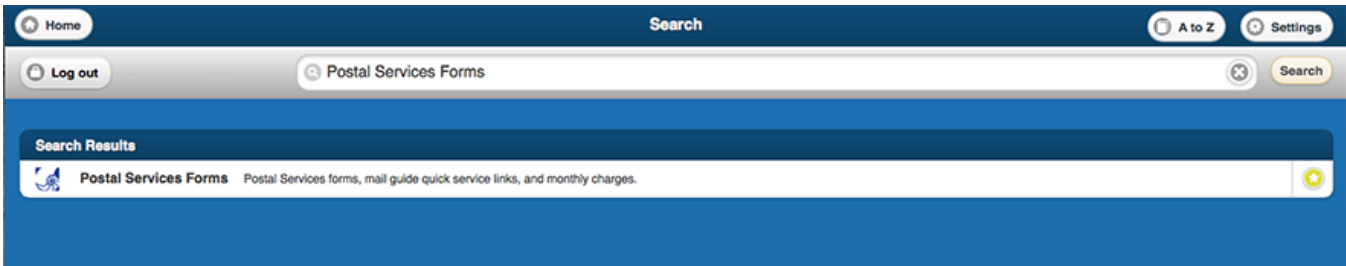 Home
Search
A to Z
Settings
Log out
Postal Services Forms
Search
Search Results
Postal Services Forms Postal Services forms, mail guide quick service links, and monthly charges.